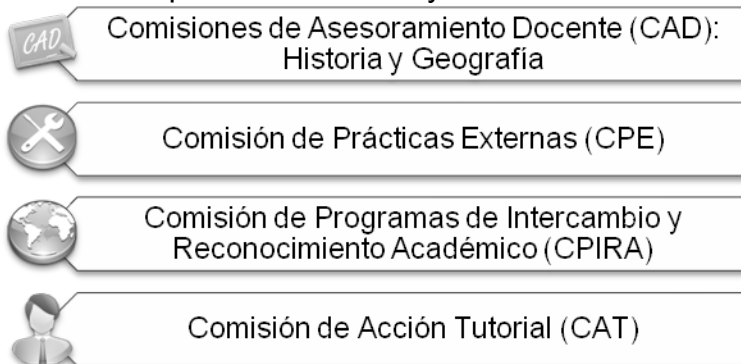 CAD
Comisiones de Asesoramiento Docente (CAD):
Historia y Geografía
Comisión de Prácticas Externas (CPE)
Comisión de Programas de Intercambio y
Reconocimiento Académico (CPIRA)
Comisión de Acción Tutorial (CAT)